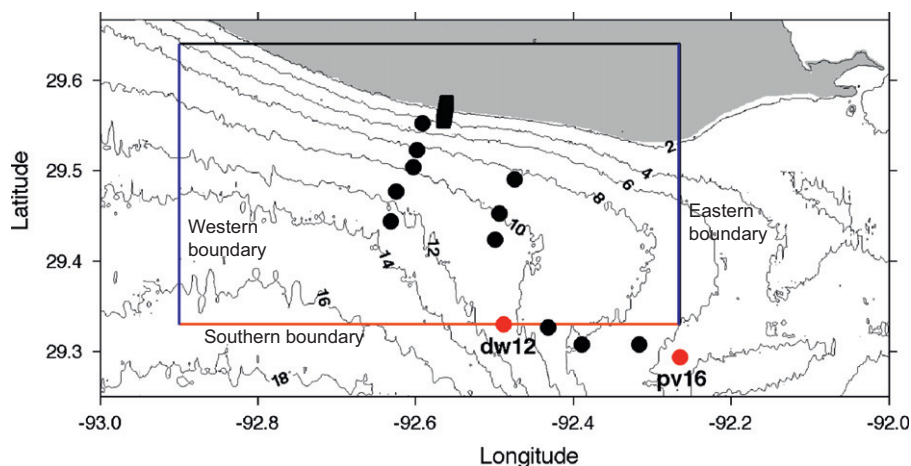 29.6
29.5
29.4
29.3
Latitude
2
4
6
8
10
12
14
16
18
Western
boundary
Eastern
boundary
Southern boundary
dw12
pv16
-93.0
-92.8
-92.6
-92.4
-92.2
-92.0
Longitude